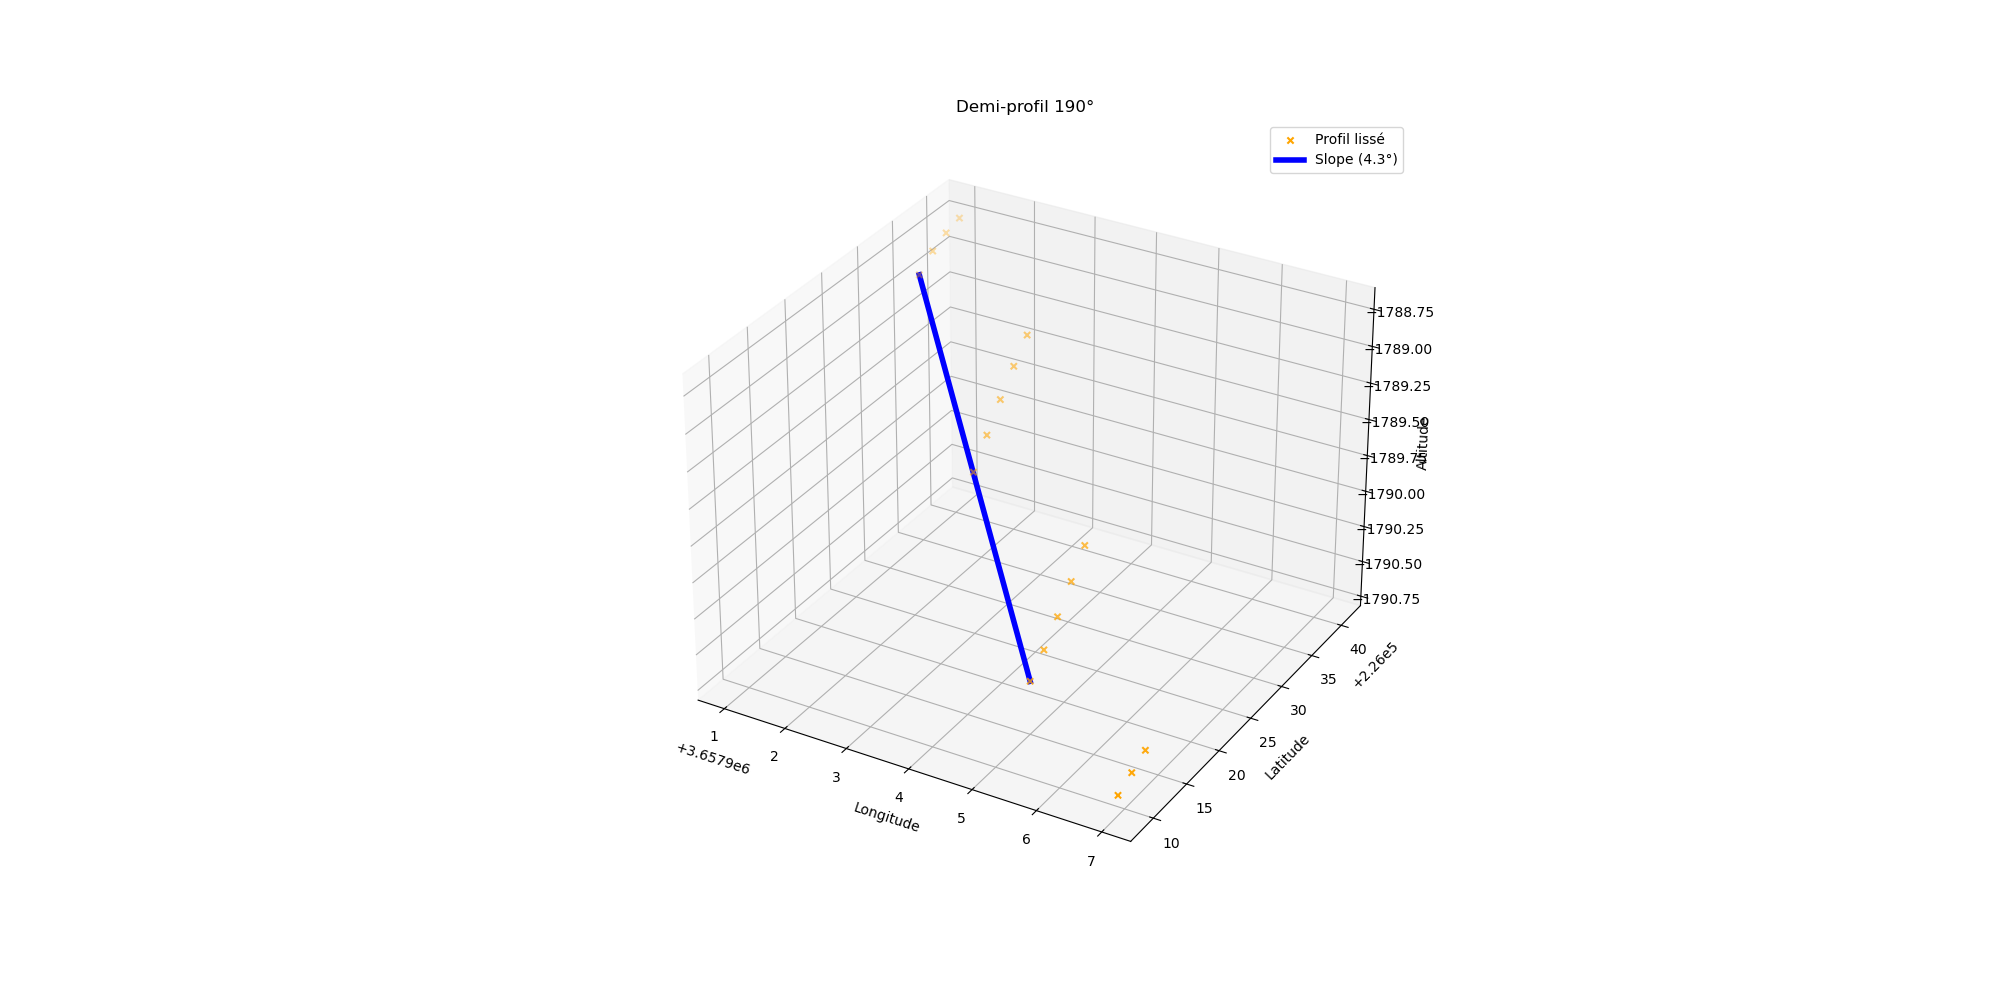 Demi-profil 190°
Profil lissé
Slope (4.3°)
−1788.75
−1789.00
−1789.25
−1789.50
−1789.75
−1790.00
−1790.25
−1790.50
−1790.75
Altitude
40
35
30
25
20
15
10
+2.26e5
Latitude
1
2
3
4
5
6
7
+3.6579e6
Longitude